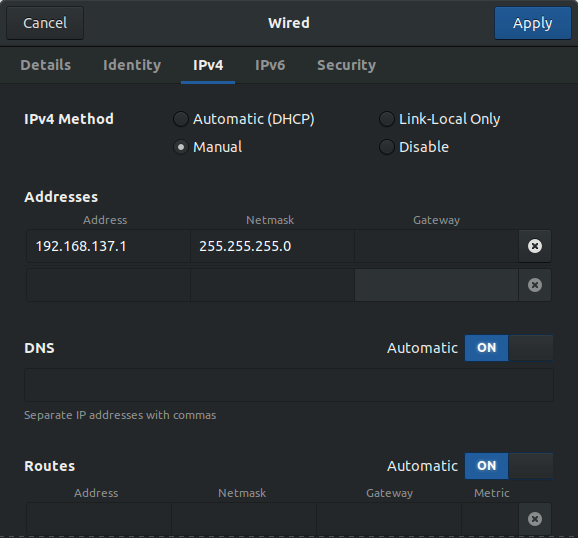 Cancel Wired Apply
Details Identity IPv4 IPv6 Security
IPv4 Method Automatic (DHCP) Link-Local Only
Manual Disable
Addresses
Address Netmask Gateway
192.168.137.1 255.255.255.0
DNS Automatic ON
Separate IP addresses with commas
Routes Automatic ON
Address Netmask Gateway Metric